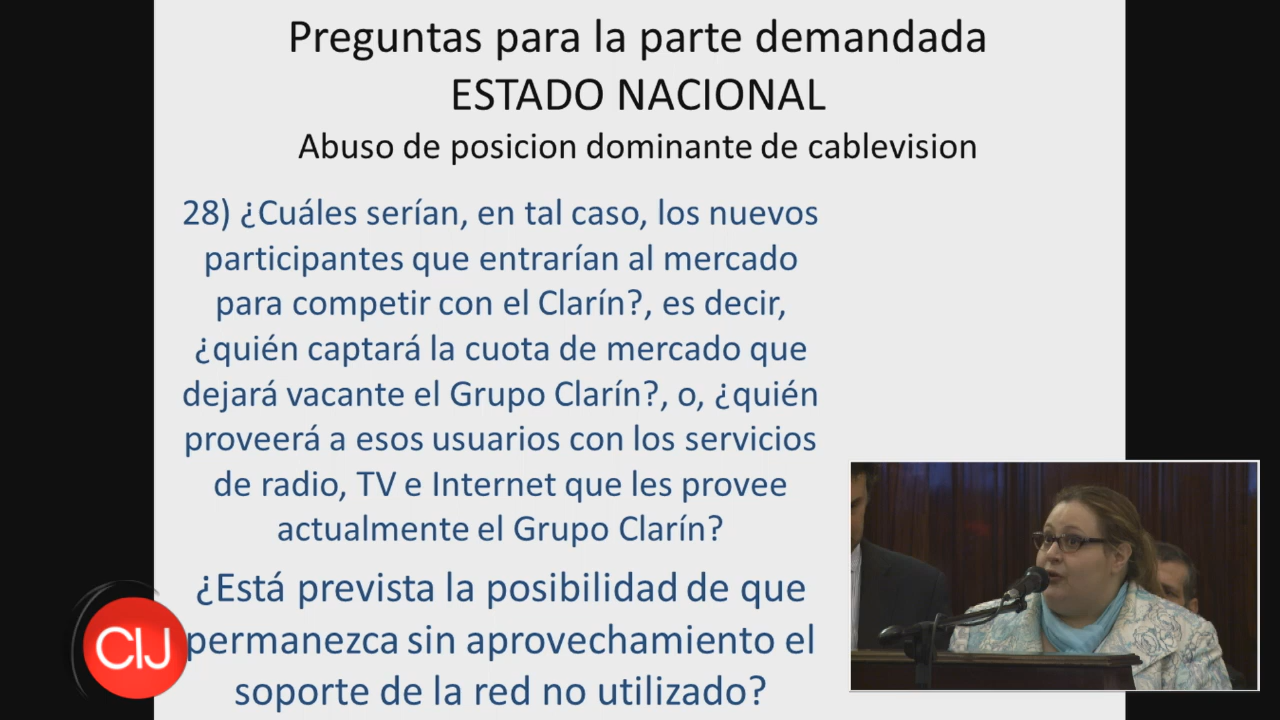 Preguntas para la parte demandada
ESTADO NACIONAL
Abuso de posicion dominante de cablevision
28) ¿Cuáles serían, en tal caso, los nuevos
participantes que entrarían al mercado
para competir con el Clarín?, es decir,
¿quién captará la cuota de mercado que
dejará vacante el Grupo Clarín?, o, ¿quién
proveerá a esos usuarios con los servicios
de radio, TV e Internet que les provee
actualmente el Grupo Clarín?
¿Está prevista la posibilidad de que
permanezca sin aprovechamiento el
soporte de la red no utilizado?
CIJ